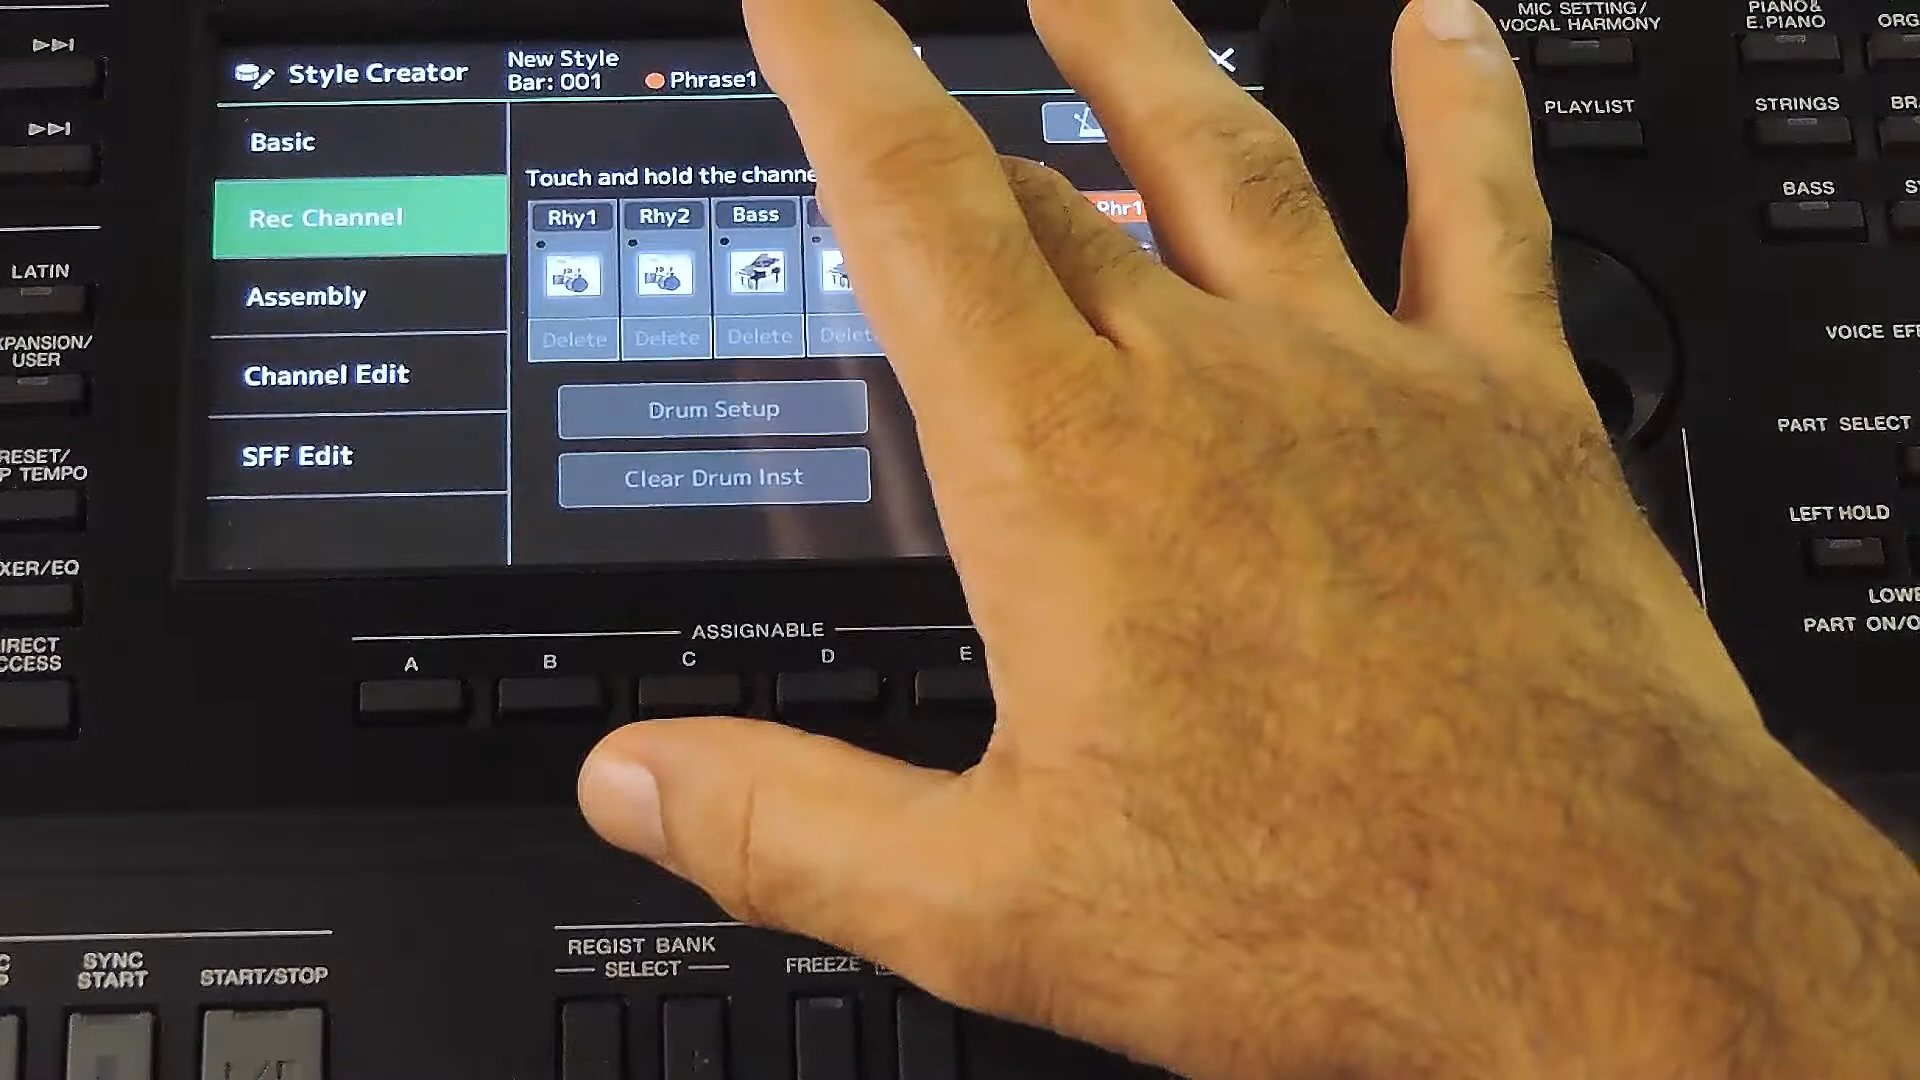 MIC SETTING/
VOCAL HARMONY
PIANO&
E.PIANO
Style Creator
New Style
Bar: 001
Phrase1
PLAYLIST
STRINGS
Basic
Touch and hold the
BASS
Rec Channel
Rhy1
Rhy2
Bass
Phr1
LATIN
Assembly
Delete
Delete
Delete
USER
VOICE
Channel Edit
Drum Setup
PART SELECT
SFF Edit
Clear Drum Inst
TEMPO
LEFT HOLD
EQ
ASSIGNABLE
PART
A
B
C
D
E
REGIST BANK
SELECT
FREEZE
SYNC
START
START/STOP